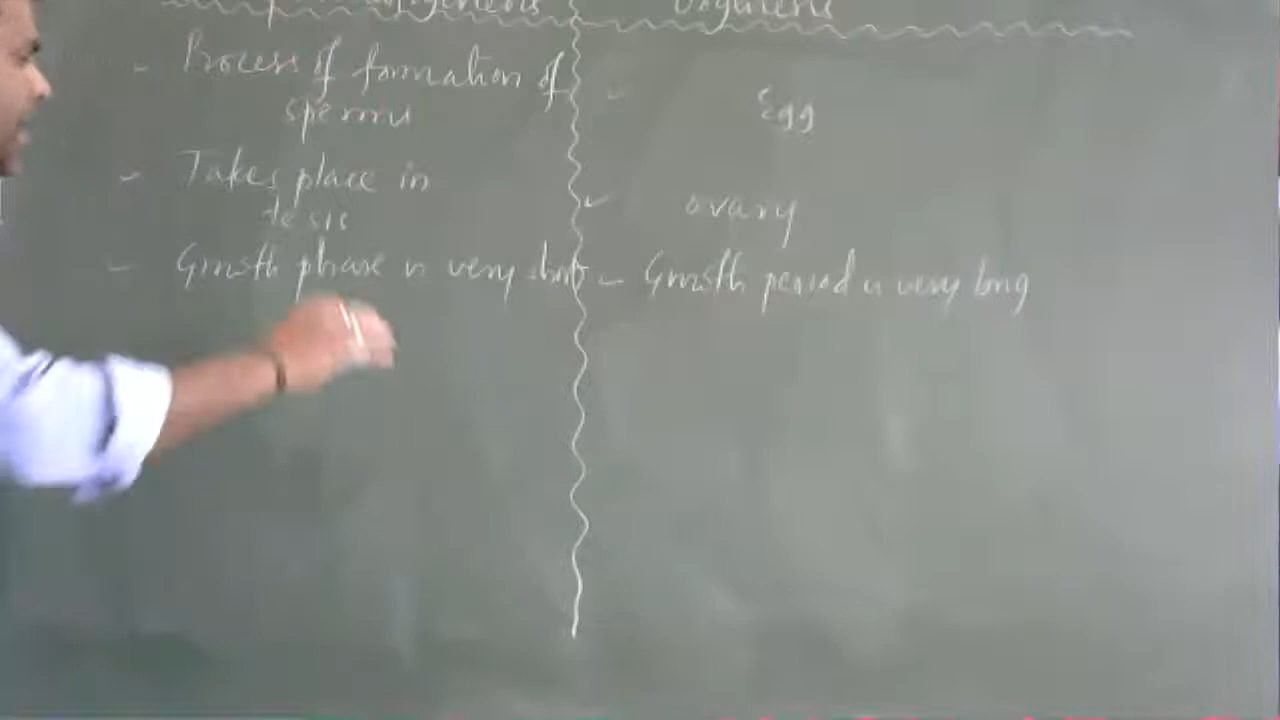 Process of formation of
sperms
Takes place in
Growth phase is very short
Egg
ovary
Growth period is very long